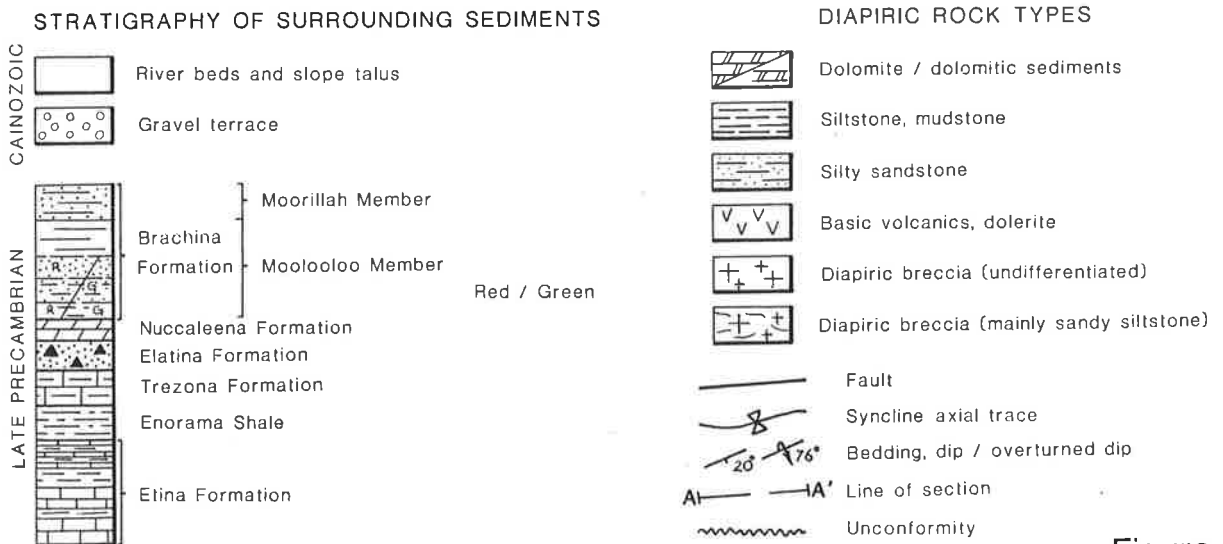 STRATIGRAPHY OF SURROUNDING SEDIMENTS
CAINOZOIC
River beds and slope talus
Gravel terrace
LATE PRECAMBRIAN
Moorillah Member
Brachina
Formation
Moolooloo Member
R
G
R
G
Red / Green
Nuccaleena Formation
Elatina Formation
Trezona Formation
Enorama Shale
Etina Formation
DIAPIRIC ROCK TYPES
Dolomite / dolomitic sediments
Siltstone, mudstone
Silty sandstone
V V V V
Basic volcanics, dolerite
Diapiric breccia (undifferentiated)
Diapiric breccia (mainly sandy siltstone)
Fault
Syncline axial trace
20° 76° Bedding, dip / overturned dip
A A' Line of section
Unconformity